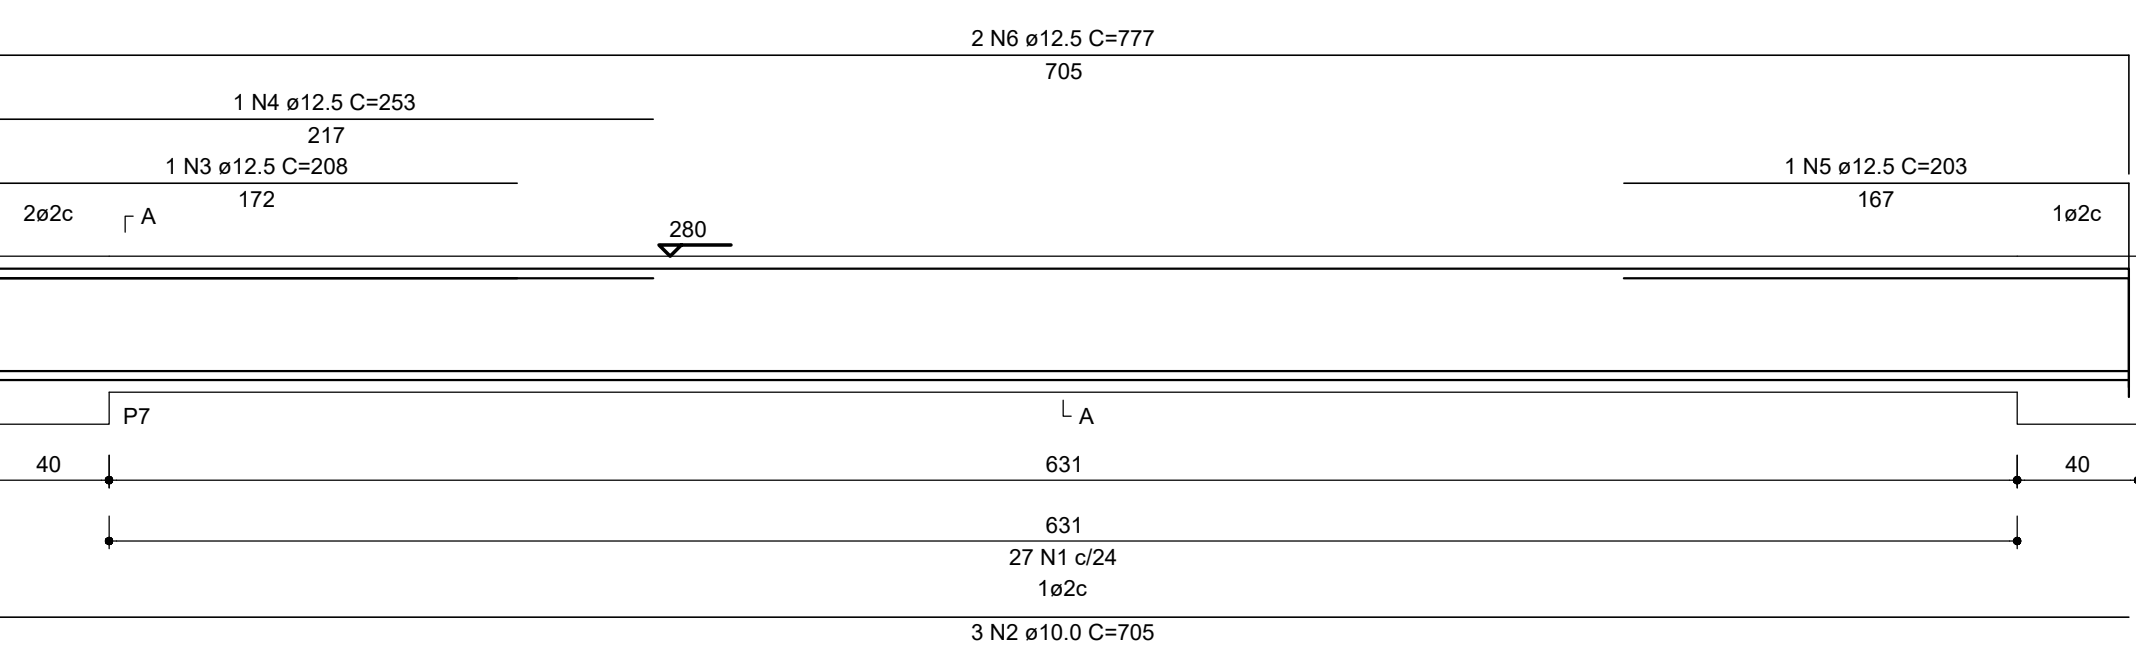 2 N6 ø12.5 C=777
705
1 N4 ø12.5 C=253
217
1 N3 ø12.5 C=208
1 N5 ø12.5 C=203
172
167
2ø2c
A
1ø2c
280
P7
A
40
631
40
631
27 N1 c/24
1ø2c
3 N2 ø10.0 C=705